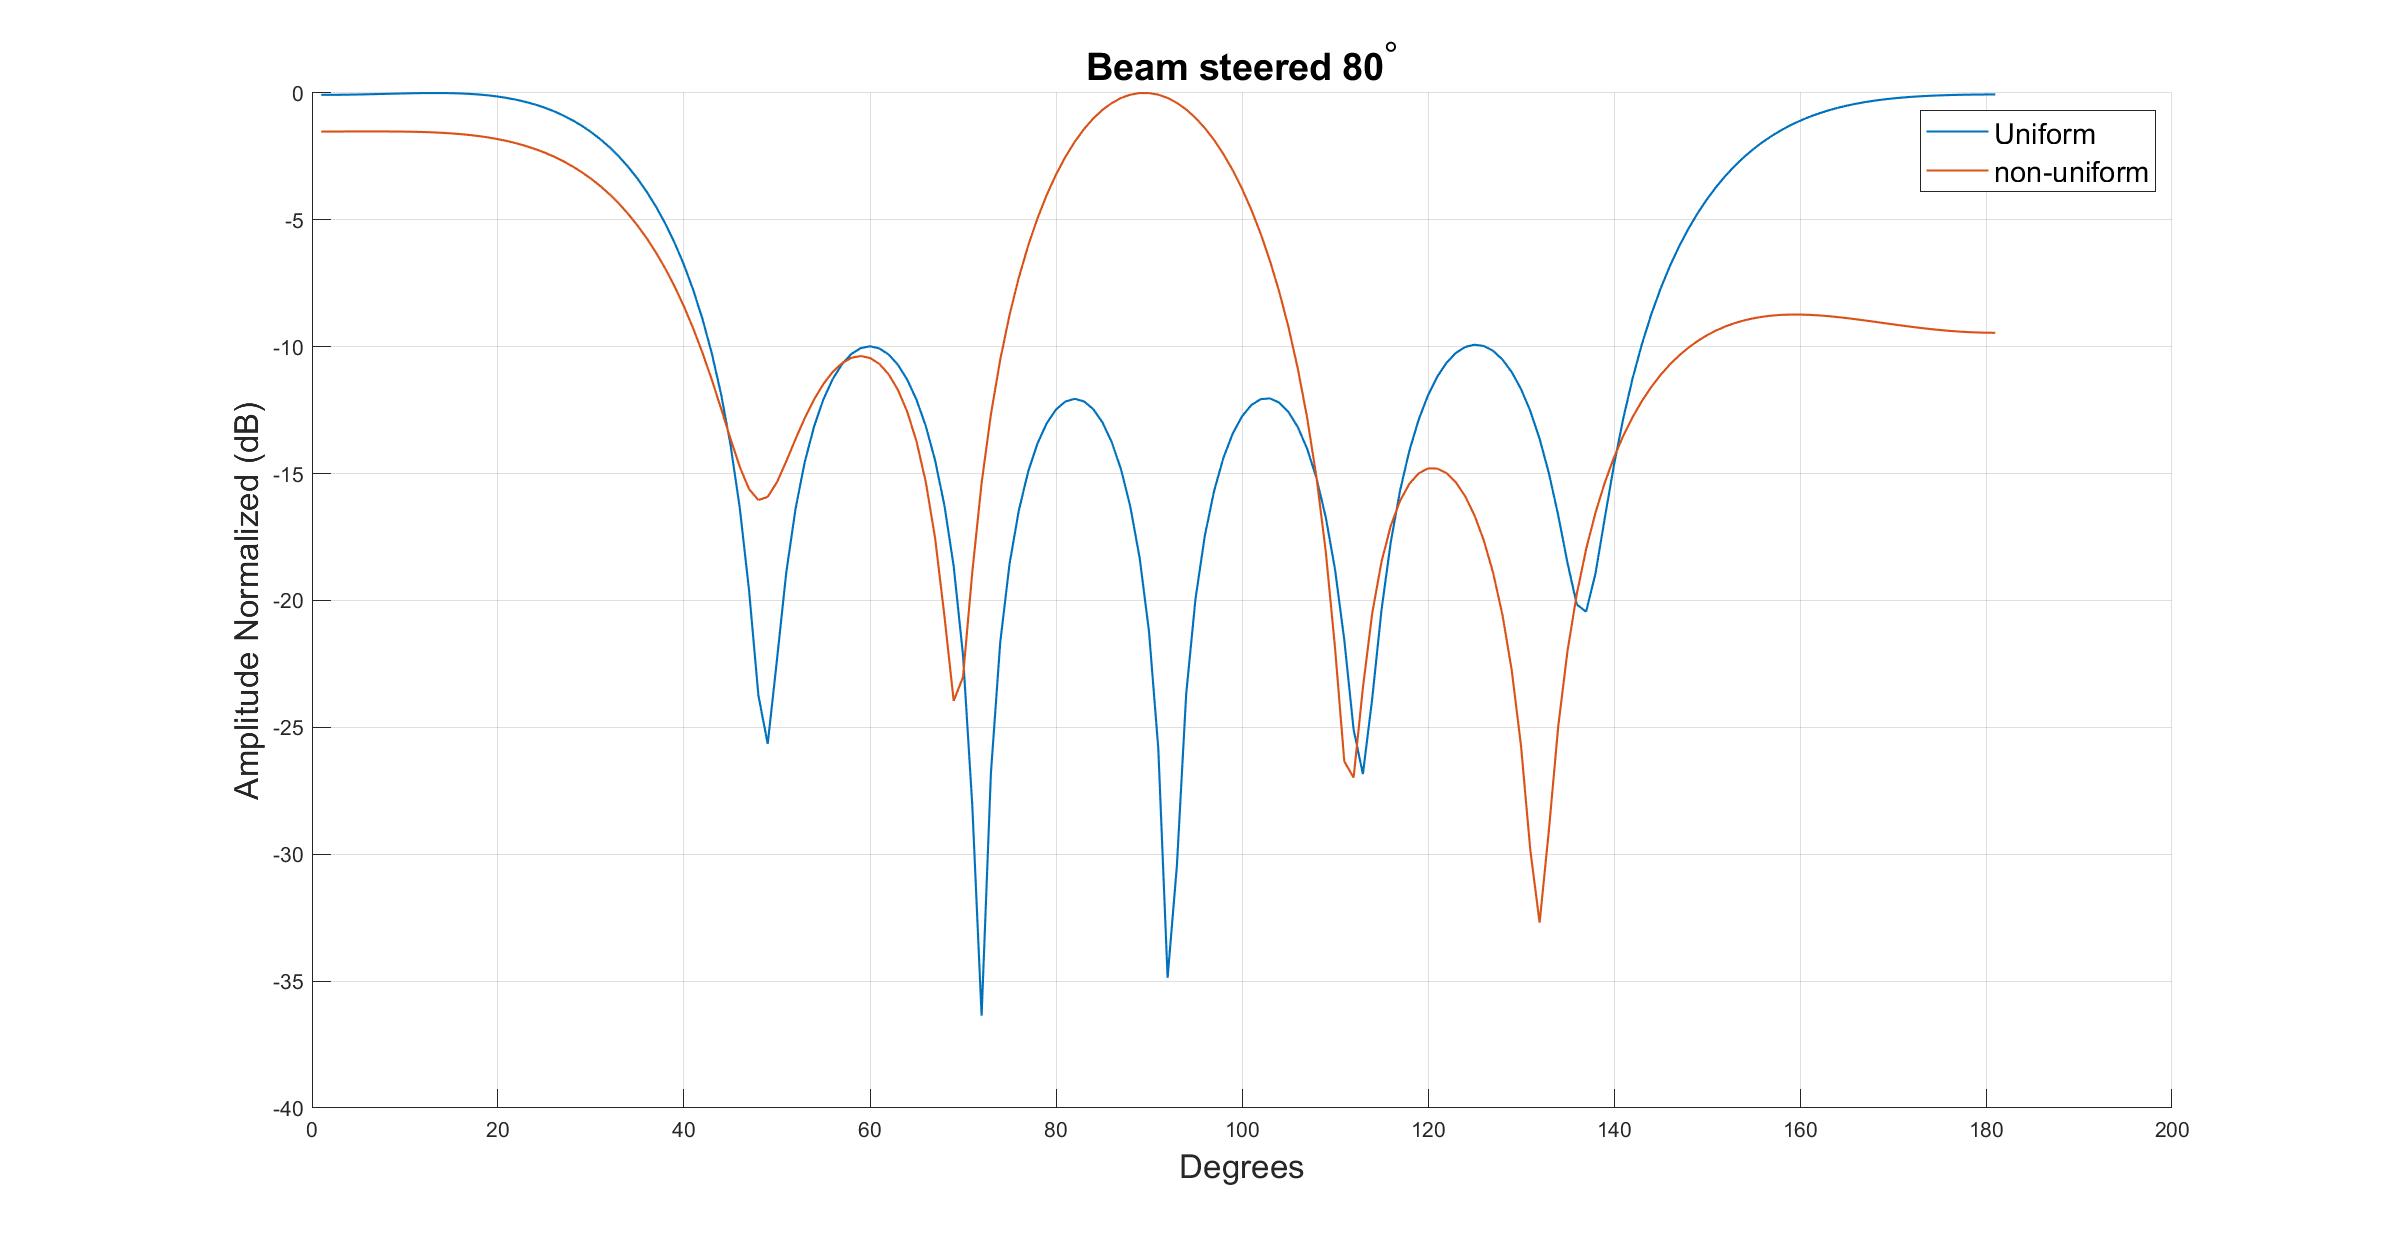 Beam steered 80°
Uniform
non-uniform
Amplitude Normalized (dB)
0
-5
-10
-15
-20
-25
-30
-35
-40
0 20 40 60 80 100 120 140 160 180 200
Degrees